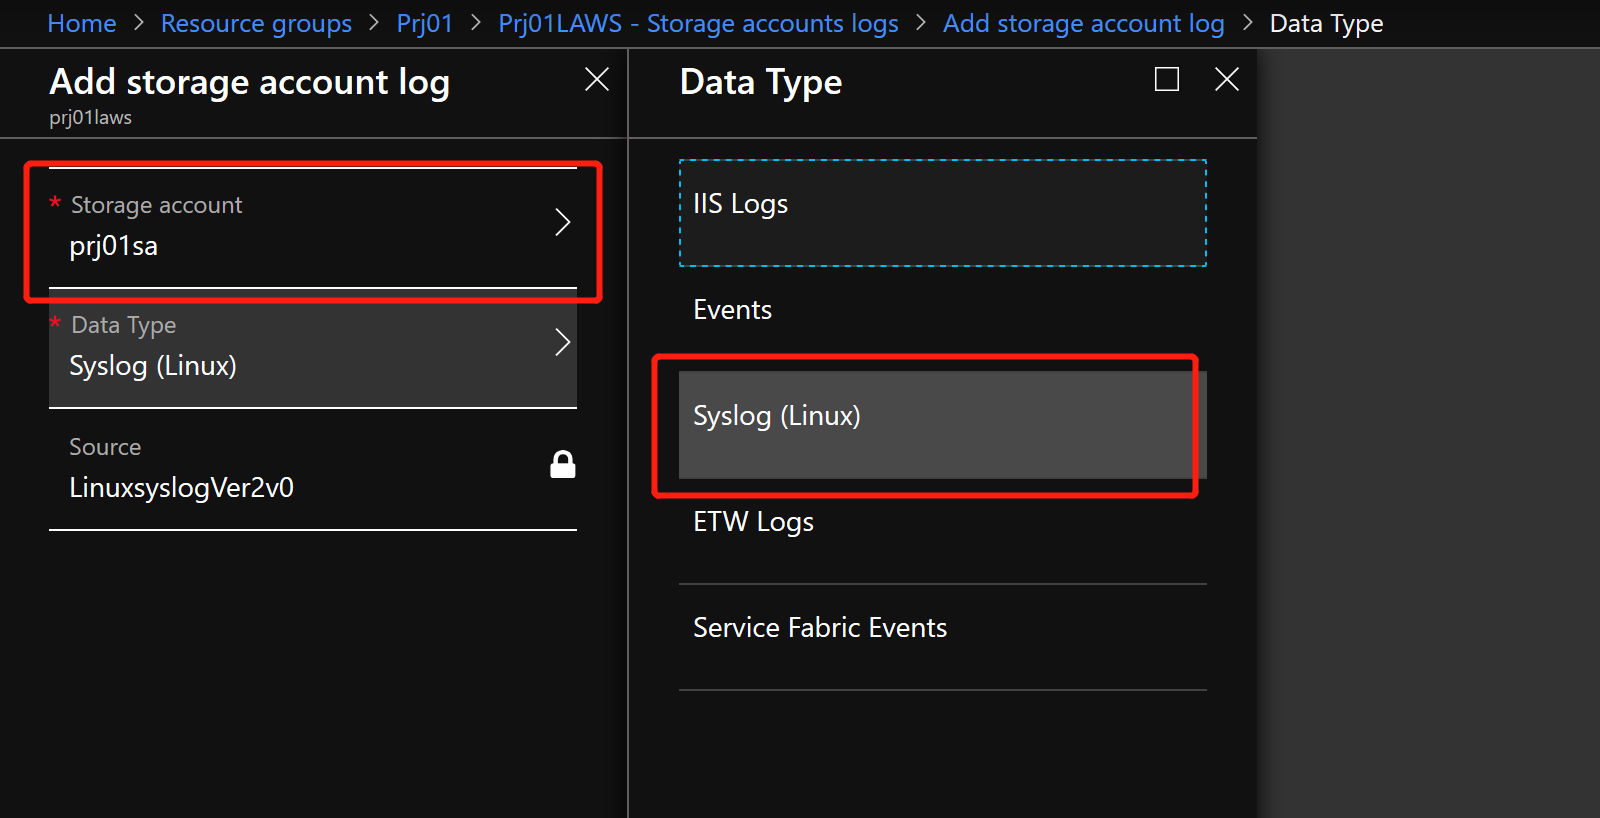 Home > Resource groups > Prj01 > Prj01LAWS - Storage accounts logs > Add storage account log > Data Type
Add storage account log
prj01laws
* Storage account
prj01sa
* Data Type
Syslog (Linux)
Source
LinuxsyslogVer2v0
Data Type
IIS Logs
Events
Syslog (Linux)
ETW Logs
Service Fabric Events